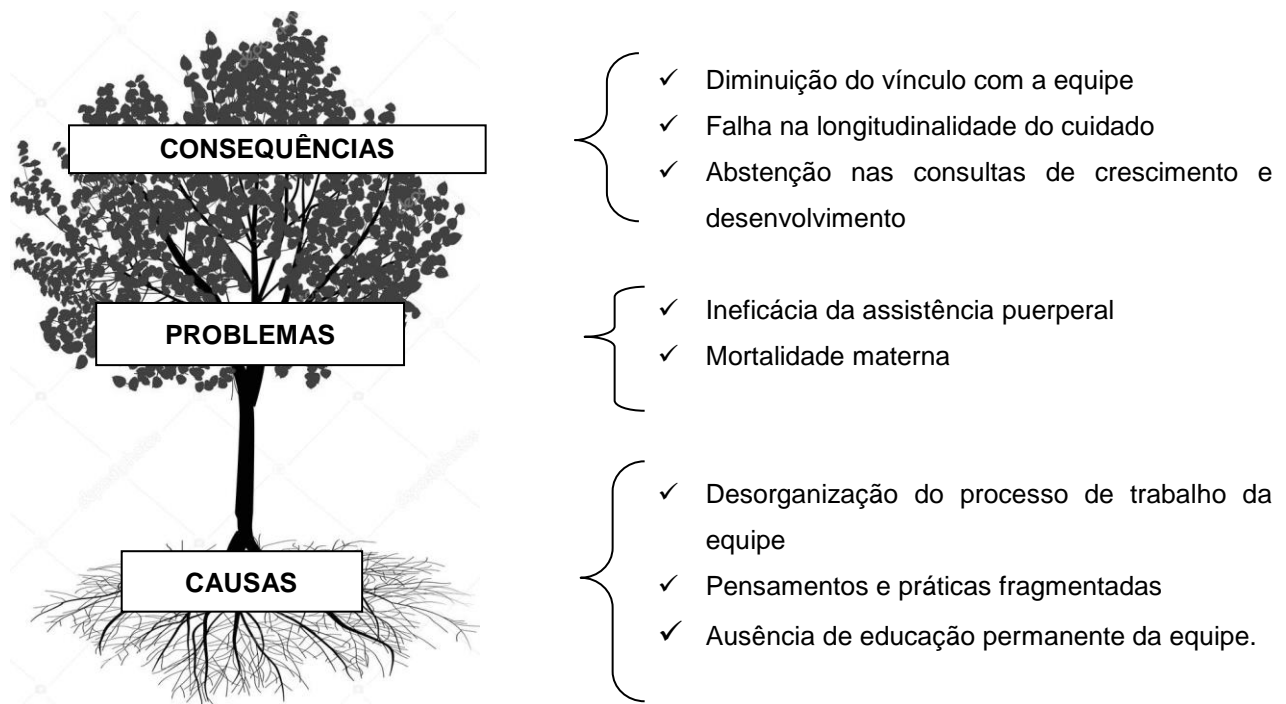 CONSEQUÊNCIAS
✓ Diminuição do vínculo com a equipe
✓ Falha na longitudinalidade do cuidado
✓ Abstenção nas consultas de crescimento e
desenvolvimento
PROBLEMAS
✓ Ineficácia da assistência puerperal
✓ Mortalidade materna
CAUSAS
✓ Desorganização do processo de trabalho da
equipe
✓ Pensamentos e práticas fragmentadas
✓ Ausência de educação permanente da equipe.